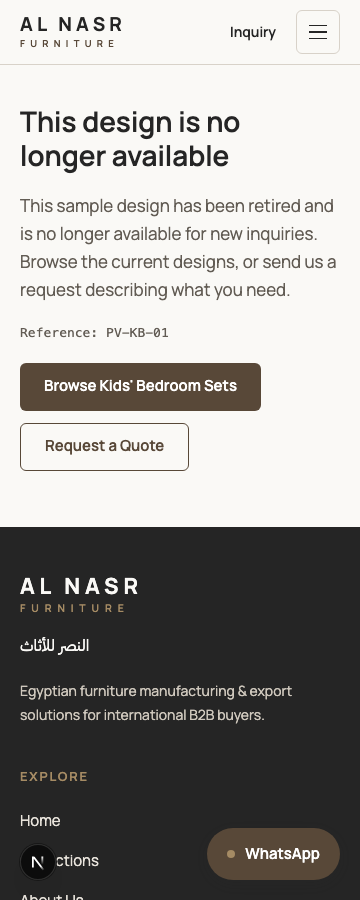 AL NASR
FURNITURE
Inquiry
This design is no
longer available
This sample design has been retired and
is no longer available for new inquiries.
Browse the current designs, or send us a
request describing what you need.
Reference: PV-KB-01
Browse Kids' Bedroom Sets
Request a Quote
AL NASR
FURNITURE
النصر للأثاث
Egyptian furniture manufacturing & export
solutions for international B2B buyers.
EXPLORE
Home
N
ctions
WhatsApp
About Us